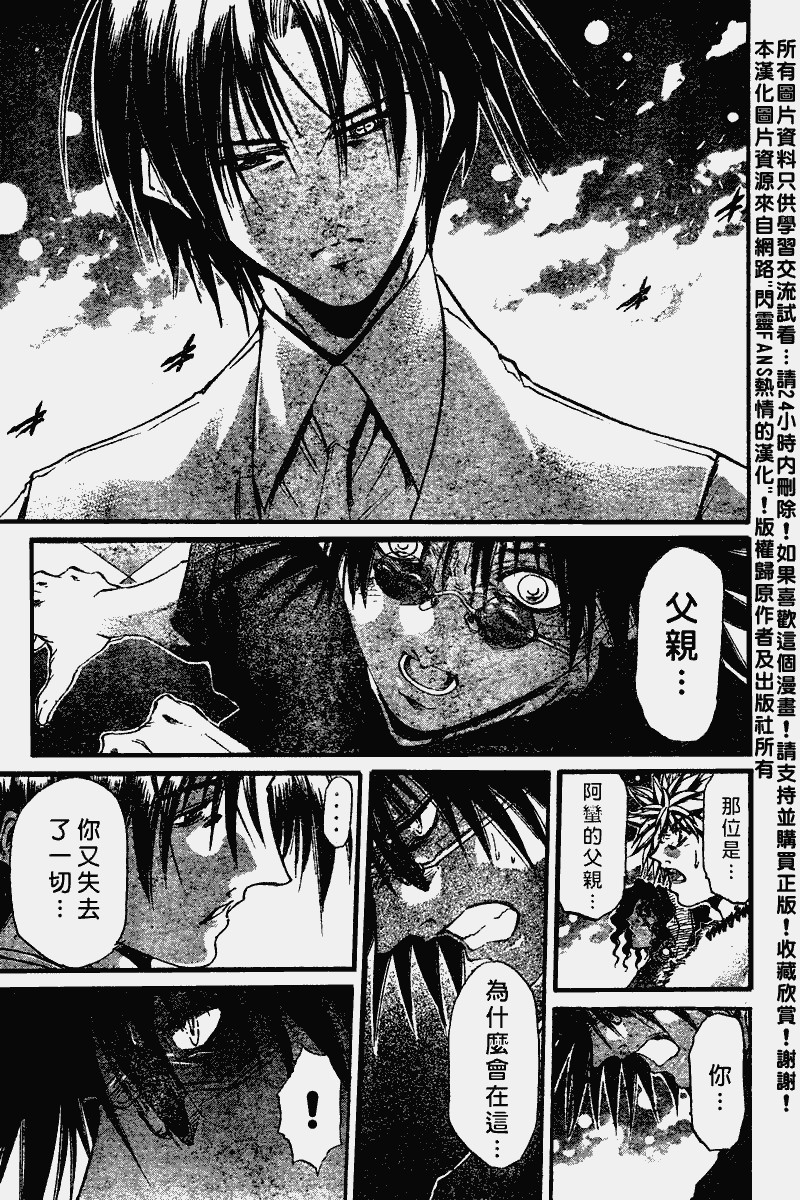 所有圖片資料只供學習交流試看…請24小時內刪除！如果喜歡這個漫畫！請支持並購買正版！收藏欣賞！謝謝！
本漢化圖片資源來自網路"閃靈FANS熱情的漢化"！版權歸原作者及出版社所有
父親…
那位是…
阿蠻的父親…
你…
為什麼會在這…
‥‥
你又失去
了一切…
！